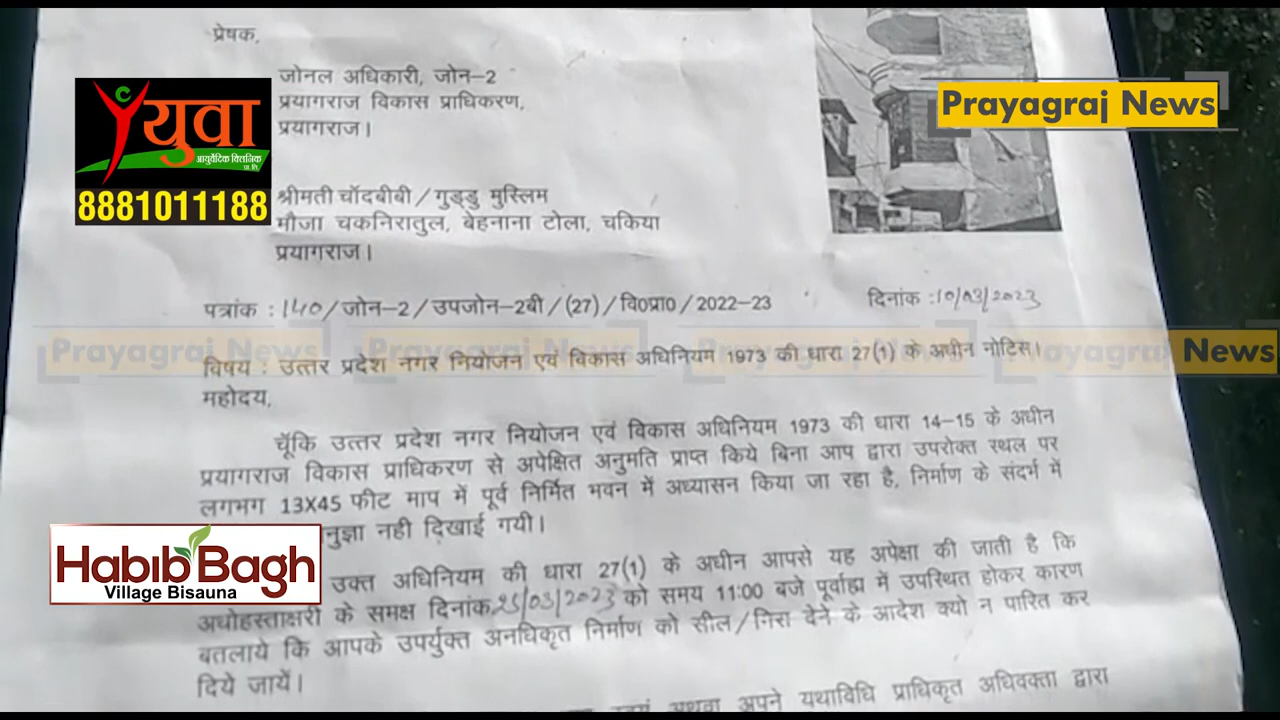 प्रेषक,
जोनल अधिकारी, जोन–2
प्रयागराज विकास प्राधिकरण,
प्रयागराज।
श्रीमती चॉदबीबी/गुड्डु मुस्लिम
मौजा चकनिरातुल, बेहनाना टोला, चकिया
प्रयागराज।
पत्रांक : 140/जोन–2/उपजोन–2बी/(27)/वि0प्रा0/2022–23
दिनांक :10/03/2023
विषय : उत्तर प्रदेश नगर नियोजन एवं विकास अधिनियम 1973 की धारा 27(1) के अधीन नोटिस।
महोदय,
चूॅकि उत्तर प्रदेश नगर नियोजन एवं विकास अधिनियम 1973 की धारा 14–15 के अधीन
प्रयागराज विकास प्राधिकरण से अपेक्षित अनुमति प्राप्त किये बिना आप द्वारा उपरोक्त स्थल पर
लगभग 13X45 फीट माप में पूर्व निर्मित भवन में अध्यासन किया जा रहा है, निर्माण के संदर्भ में
नुज्ञा नही दिखाई गयी।
उक्त अधिनियम की धारा 27(1) के अधीन आपसे यह अपेक्षा की जाती है कि
अधोहस्ताक्षरी के समक्ष दिनांक 25/03/2023 को समय 11:00 बजे पूर्वाह्म में उपस्थित होकर कारण
बतलाये कि आपके उपर्युक्त अनधिकृत निर्माण को सील/गिरा देने के आदेश क्यो न पारित कर
दिये जायें।
अथवा अपने यथाविधि प्राधिकृत अधिवक्ता द्वारा
युवा
आयुर्वेदिक क्लिनिक
प्रा. लि.
8881011188
Prayagraj News
Prayagraj News
Prayagraj News
Prayagraj News
Habib Bagh
Village Bisauna